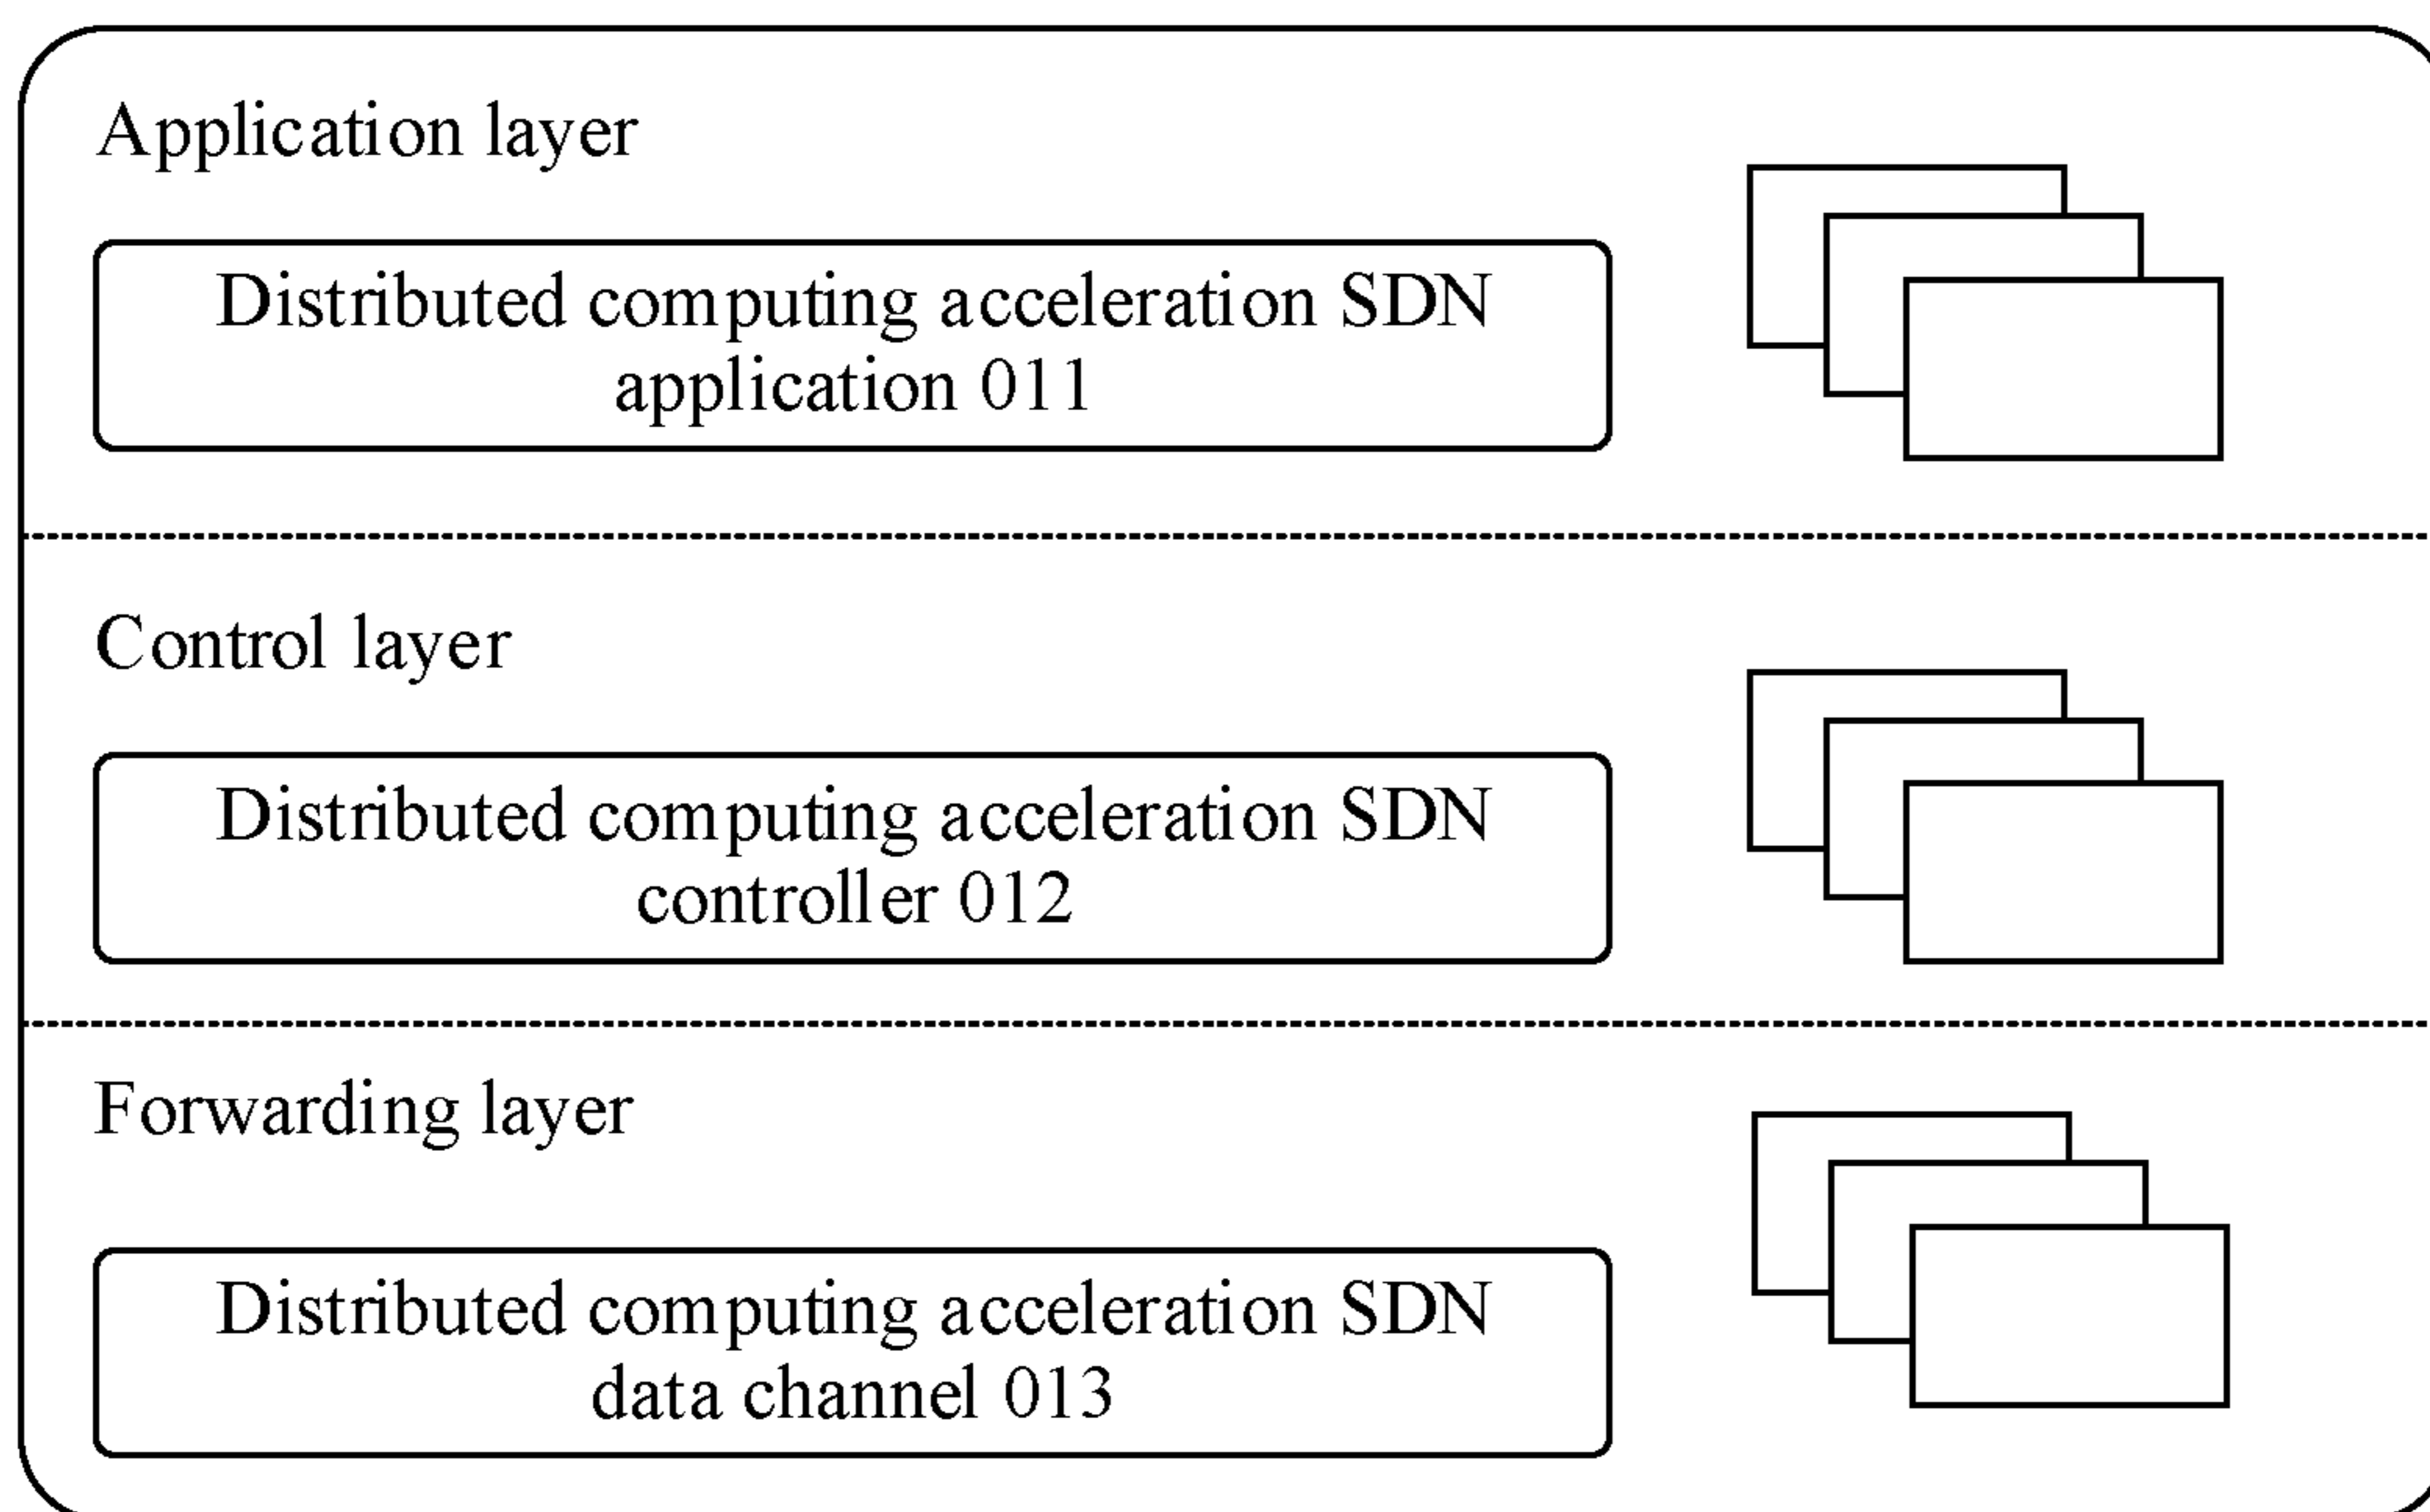 Application layer
Distributed computing acceleration SDN
application 011
Control layer
Distributed computing acceleration SDN
controller 012
Forwarding layer
Distributed computing acceleration SDN
data channel 013